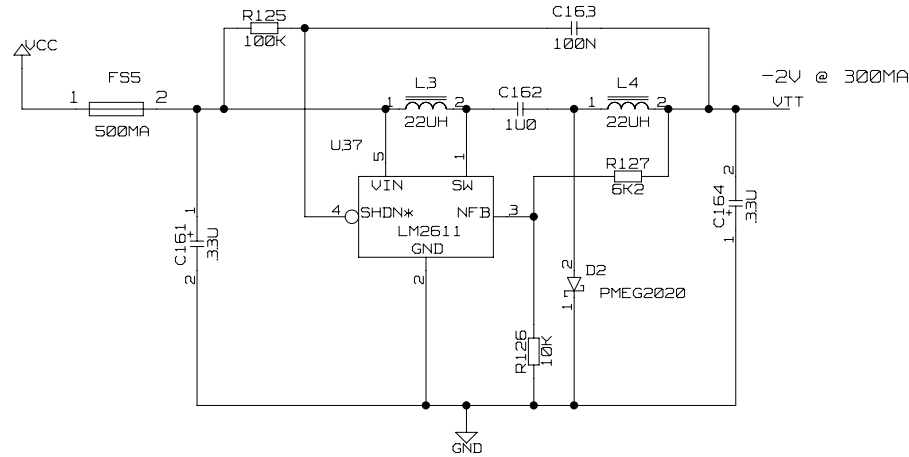 R125
100K
C163
100N
VCC
FS5
1 2
500MA
L3
1 2
22UH
C162
1U0
L4
1 2
22UH
-2V @ 300MA
VTT
U37
5
1
VIN SW
R127
6K2
4 SHDN* NFB 3
LM2611
GND
2
1
C161
+
33U
2
2
C164
+
33U
1
2
D2
1
PMEG2020
R126
10K
GND